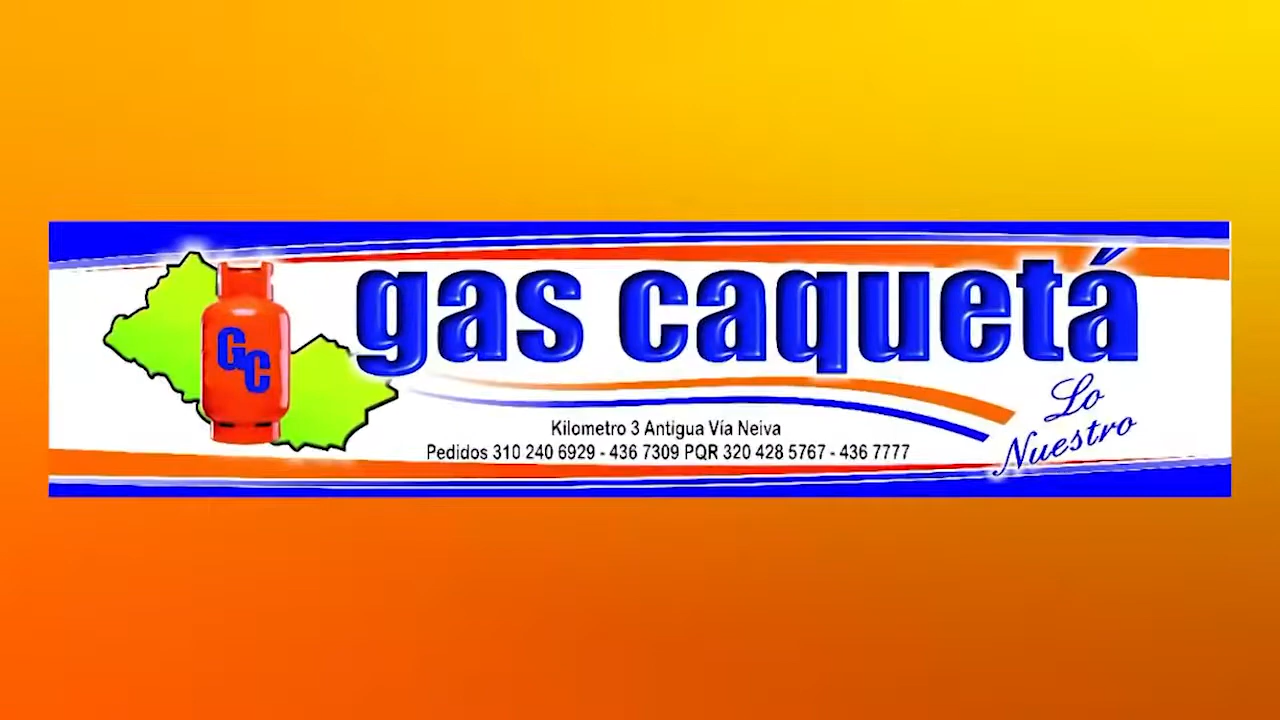 gas caquetá
GC
Lo
Nuestro
Kilometro 3 Antigua Vía Neiva
Pedidos 310 240 6929 - 436 7309 PQR 320 428 5767 - 436 7777